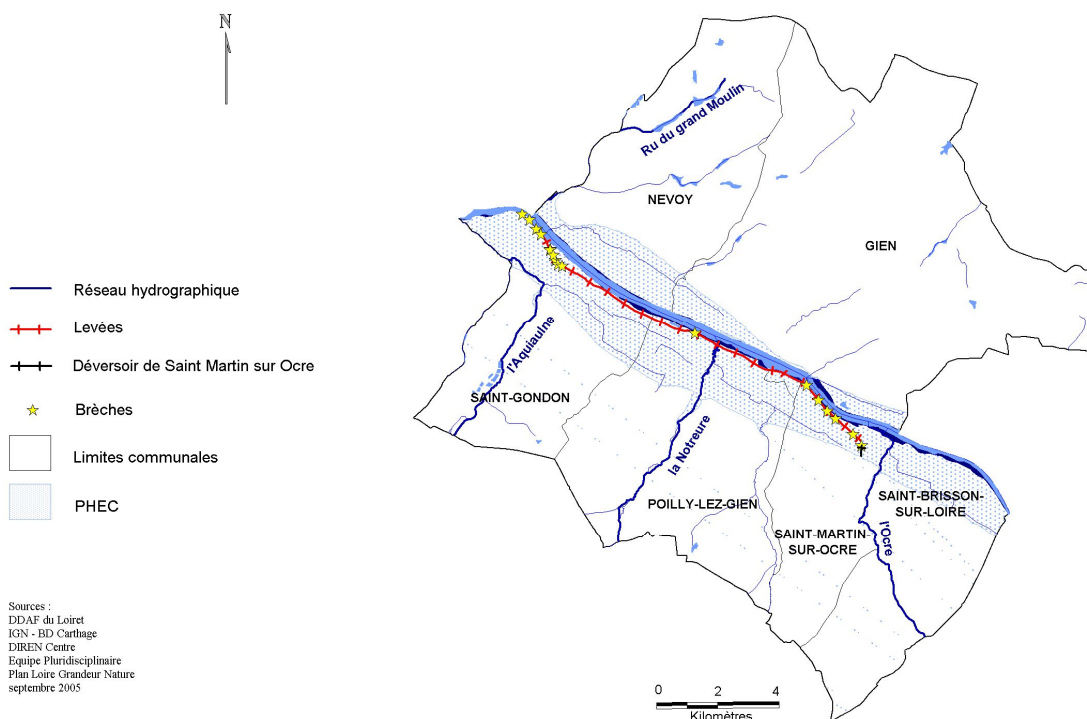 N
Ru du grand Moulin
NEVOY
GIEN
Réseau hydrographique
Levées
Déversoir de Saint Martin sur Ocre
Brèches
Limites communales
PHEC
l'Aquiaulne
SAINT-GONDON
la Notreure
POILLY-LEZ-GIEN
SAINT-MARTIN-
SUR-OCRE
l'Ocre
SAINT-BRISSON-
SUR-LOIRE
Sources :
DDAF du Loiret
IGN - BD Carthage
DIREN Centre
Equipe Pluridisciplinaire
Plan Loire Grandeur Nature
septembre 2005
0 2 4
Kilomètres